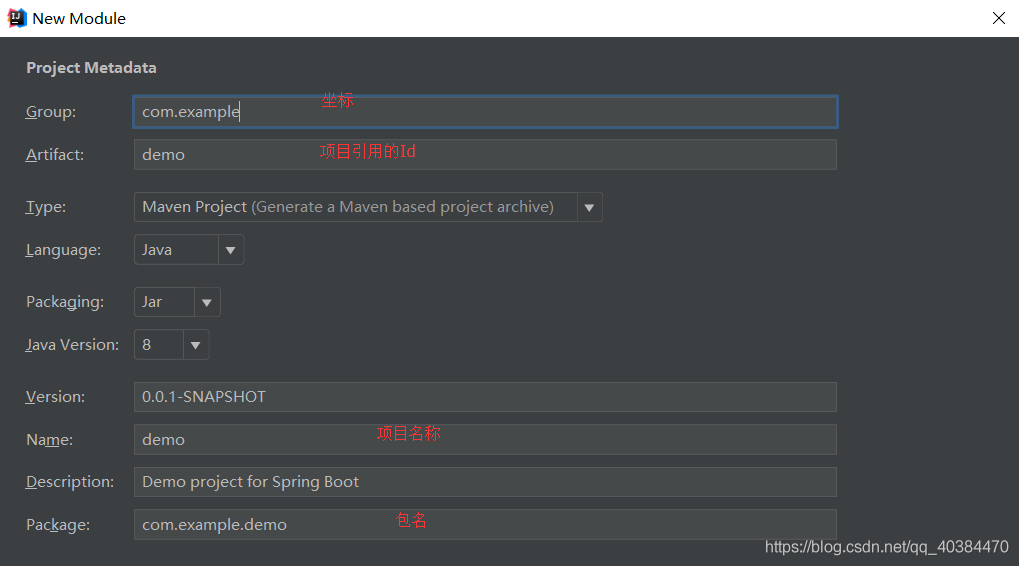 New Module
Project Metadata
Group: com.example 坐标
Artifact: demo 项目引用的Id
Type: Maven Project (Generate a Maven based project archive)
Language: Java
Packaging: Jar
Java Version: 8
Version: 0.0.1-SNAPSHOT
Name: demo 项目名称
Description: Demo project for Spring Boot
Package: com.example.demo 包名
https://blog.csdn.net/qq_40384470